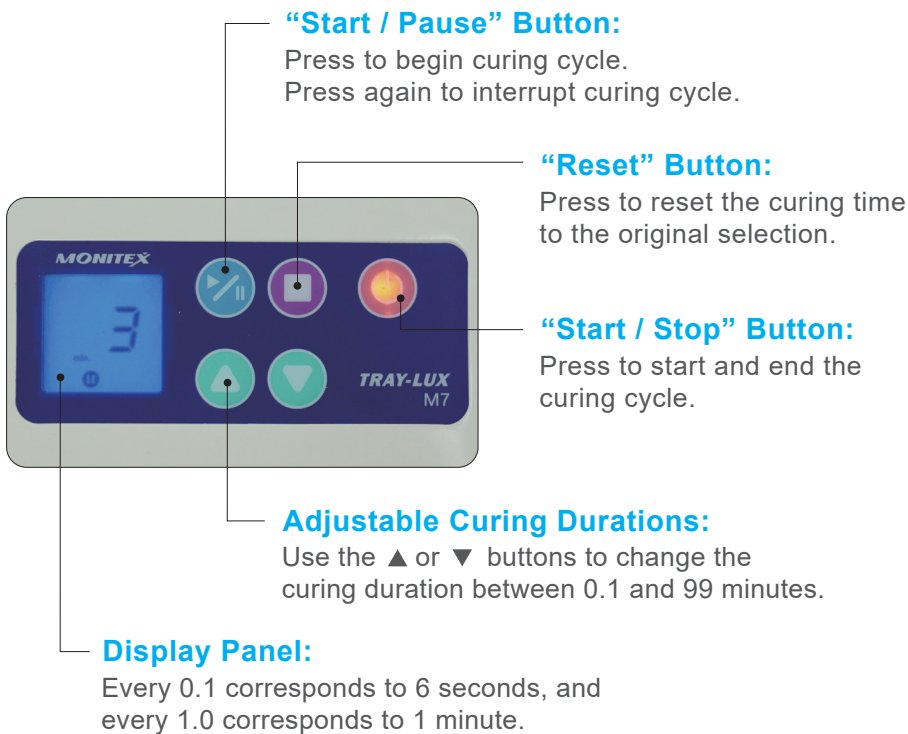 “Start / Pause” Button:
Press to begin curing cycle.
Press again to interrupt curing cycle.
“Reset” Button:
Press to reset the curing time
to the original selection.
MONITEX
3
min.
“Start / Stop” Button:
Press to start and end the
curing cycle.
TRAY-LUX
M7
Adjustable Curing Durations:
Use the ▲ or ▼ buttons to change the
curing duration between 0.1 and 99 minutes.
Display Panel:
Every 0.1 corresponds to 6 seconds, and
every 1.0 corresponds to 1 minute.